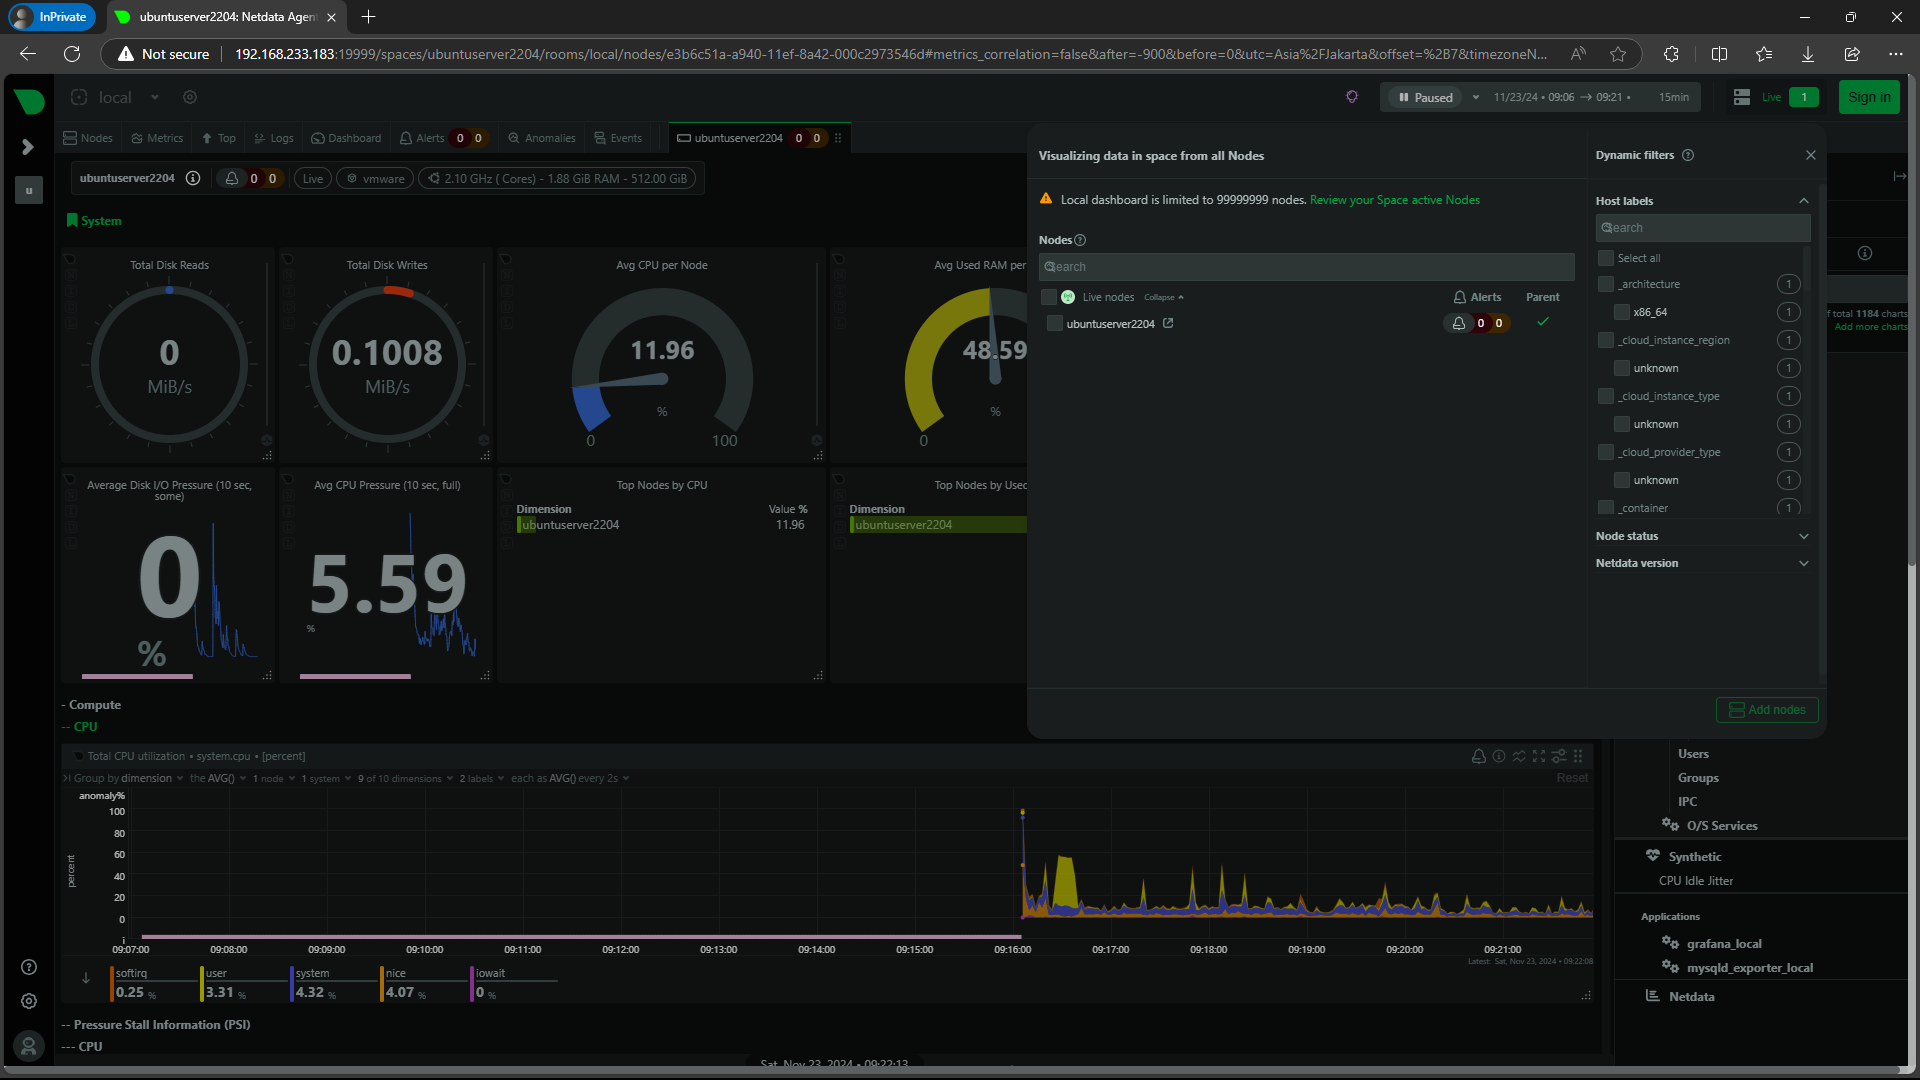 InPrivate
ubuntuserver2204: Netdata Agen
Not secure
192.168.233.183:19999/spaces/ubuntuserver2204/rooms/local/nodes/e3b6c51a-a940-11ef-8a42-000c2973546d#metrics_correlation=false&after=-900&before=0&utc=Asia%2FJakarta&offset=%2B7&timezoneN...
local
Paused 11/23/24 • 09:06 → 09:21 • 15min
Live 1
Sign in
Nodes Metrics Top Logs Dashboard Alerts 0 0 Anomalies Events ubuntuserver2204 0 0
u
ubuntuserver2204 0 0 Live vmware 2.10 GHz ( Cores) - 1.88 GiB RAM - 512.00 GiB
System
Total Disk Reads
0
MiB/s
Total Disk Writes
0.1008
MiB/s
Avg CPU per Node
11.96
%
0 100
Avg Used RAM per
48.59
%
0
Average Disk I/O Pressure (10 sec,
some)
0
%
Avg CPU Pressure (10 sec, full)
5.59
%
Top Nodes by CPU
Dimension Value %
ubuntuserver2204 11.96
Top Nodes by Used
Dimension
ubuntuserver2204
Visualizing data in space from all Nodes
Local dashboard is limited to 99999999 nodes. Review your Space active Nodes
Nodes
Search
Live nodes Collapse Alerts Parent
ubuntuserver2204 0 0
Add nodes
Dynamic filters
Host labels
Search
Select all
_architecture 1
x86_64 1
_cloud_instance_region 1
unknown 1
_cloud_instance_type 1
unknown 1
_cloud_provider_type 1
unknown 1
_container 1
Node status
Netdata version
f total 1184 charts
Add more charts
- Compute
-- CPU
Total CPU utilization • system.cpu • [percent]
Group by dimension the AVG() 1 node 1 system 9 of 10 dimensions 2 labels each as AVG() every 2s
Reset
anomaly%
100
80
60
40
20
0
percent
09:07:00 09:08:00 09:09:00 09:10:00 09:11:00 09:12:00 09:13:00 09:14:00 09:15:00 09:16:00 09:17:00 09:18:00 09:19:00 09:20:00 09:21:00
Latest: Sat, Nov 23, 2024 • 09:22:08
softirq user system nice iowait
0.25 % 3.31 % 4.32 % 4.07 % 0 %
-- Pressure Stall Information (PSI)
--- CPU
Sat, Nov 23, 2024 • 09:22:13
Users
Groups
IPC
O/S Services
Synthetic
CPU Idle Jitter
Applications
grafana_local
mysqld_exporter_local
Netdata